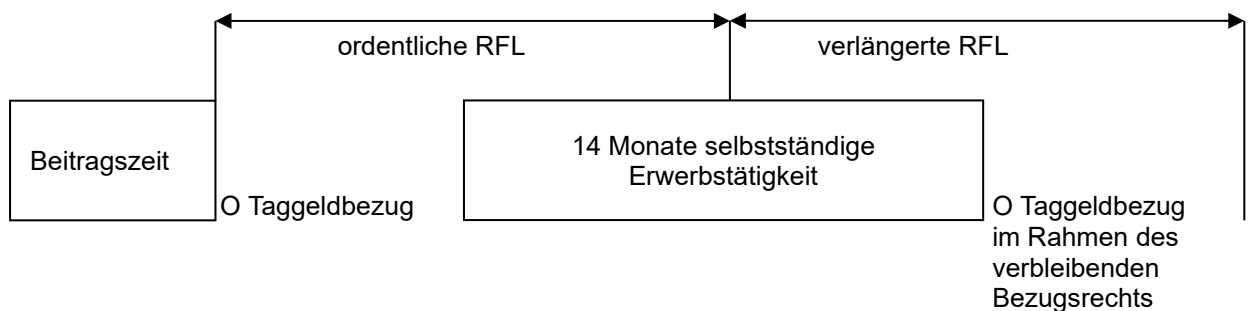 ordentliche RFL
verlängerte RFL
Beitragszeit
14 Monate selbstständige
Erwerbstätigkeit
O Taggeldbezug
O Taggeldbezug
im Rahmen des
verbleibenden
Bezugsrechts